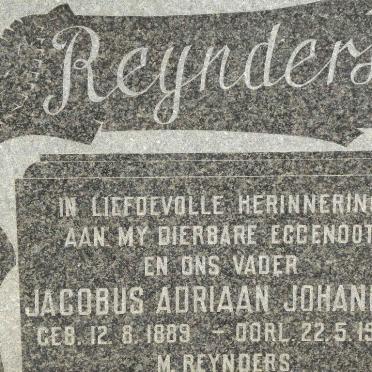 Reynders
IN LIEFDEVOLLE HERINNERIN
AAN MY DIERBARE EGGENOOT
EN ONS VADER
JACOBUS ADRIAAN JOHAN
GEB. 12. 8. 1889 - OORL. 22. 5. 19
M. REYNDERS